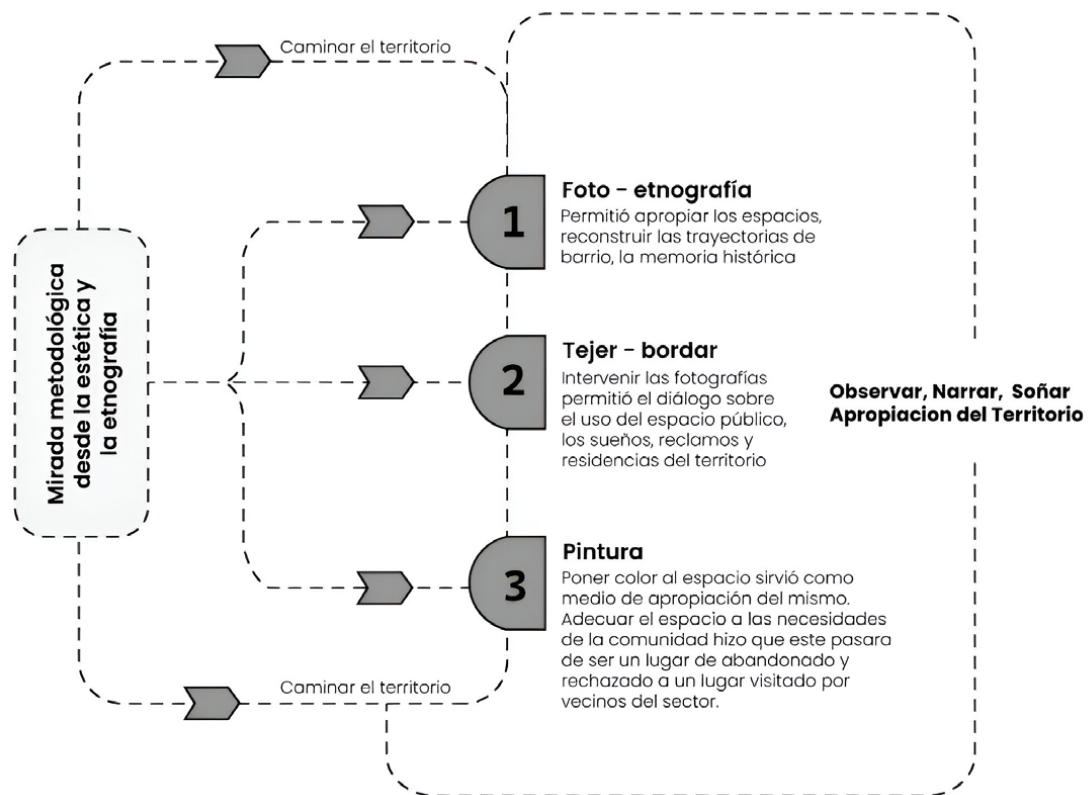 Caminar el territorio
Mirada metodológica
desde la estética y
la etnografía
1
Foto - etnografía
Permitió apropiar los espacios,
reconstruir las trayectorias de
barrio, la memoria histórica
2
Tejer - bordar
Intervenir las fotografías
permitió el diálogo sobre
el uso del espacio público,
los sueños, reclamos y
residencias del territorio
Observar, Narrar, Soñar
Apropiacion del Territorio
3
Pintura
Poner color al espacio sirvió como
medio de apropiación del mismo.
Adecuar el espacio a las necesidades
de la comunidad hizo que este pasara
de ser un lugar de abandonado y
rechazado a un lugar visitado por
vecinos del sector.
Caminar el territorio